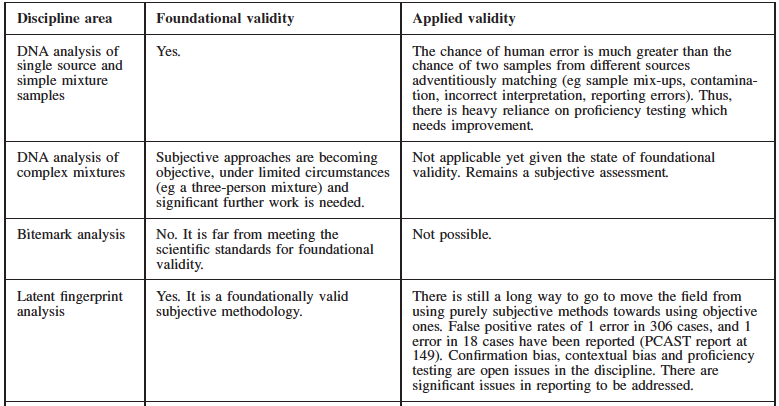 Discipline area
Foundational validity
Applied validity
DNA analysis of
single source and
simple mixture
samples
Yes.
The chance of human error is much greater than the
chance of two samples from different sources
adventitiously matching (eg sample mix-ups, contamina-
tion, incorrect interpretation, reporting errors). Thus,
there is heavy reliance on proficiency testing which
needs improvement.
DNA analysis of
complex mixtures
Subjective approaches are becoming
objective, under limited circumstances
(eg a three-person mixture) and
significant further work is needed.
Not applicable yet given the state of foundational
validity. Remains a subjective assessment.
Bitemark analysis
No. It is far from meeting the
scientific standards for foundational
validity.
Not possible.
Latent fingerprint
analysis
Yes. It is a foundationally valid
subjective methodology.
There is still a long way to go to move the field from
using purely subjective methods towards using objective
ones. False positive rates of 1 error in 306 cases, and 1
error in 18 cases have been reported (PCAST report at
149). Confirmation bias, contextual bias and proficiency
testing are open issues in the discipline. There are
significant issues in reporting to be addressed.